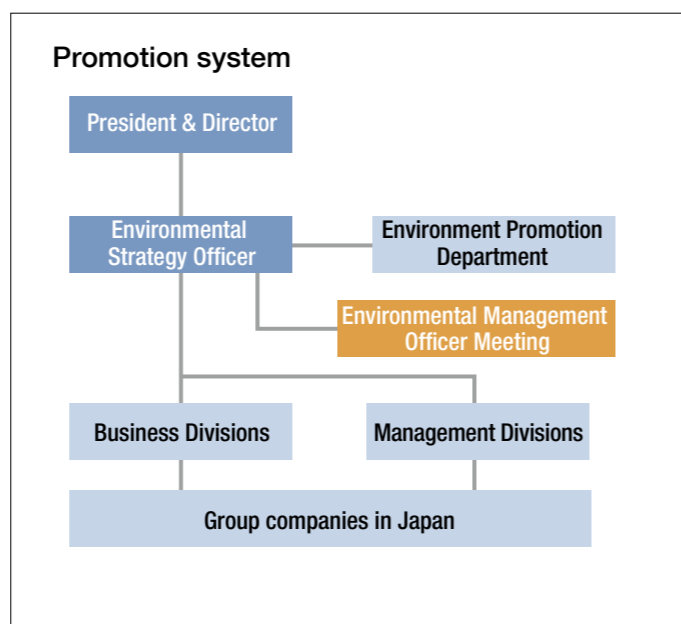 Promotion system
President & Director
Environmental
Strategy Officer
Environment Promotion
Department
Environmental Management
Officer Meeting
Business Divisions
Management Divisions
Group companies in Japan